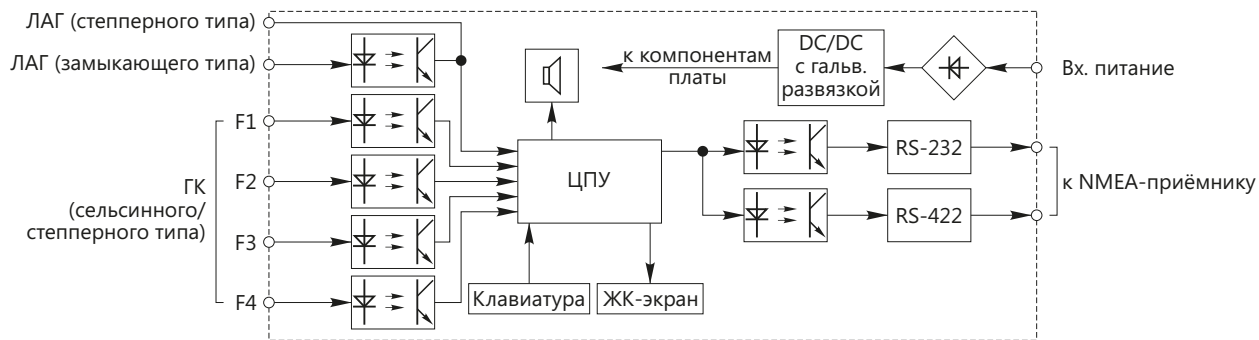 ЛАГ (степперного типа)
ЛАГ (замыкающего типа)
к компонентам
платы
DC/DC
с гальв.
развязкой
Вх. питание
F1
F2
F3
F4
ГК
(сельсинного/
степперного типа)
ЦПУ
RS-232
RS-422
к NMEA-приёмнику
Клавиатура
ЖК-экран